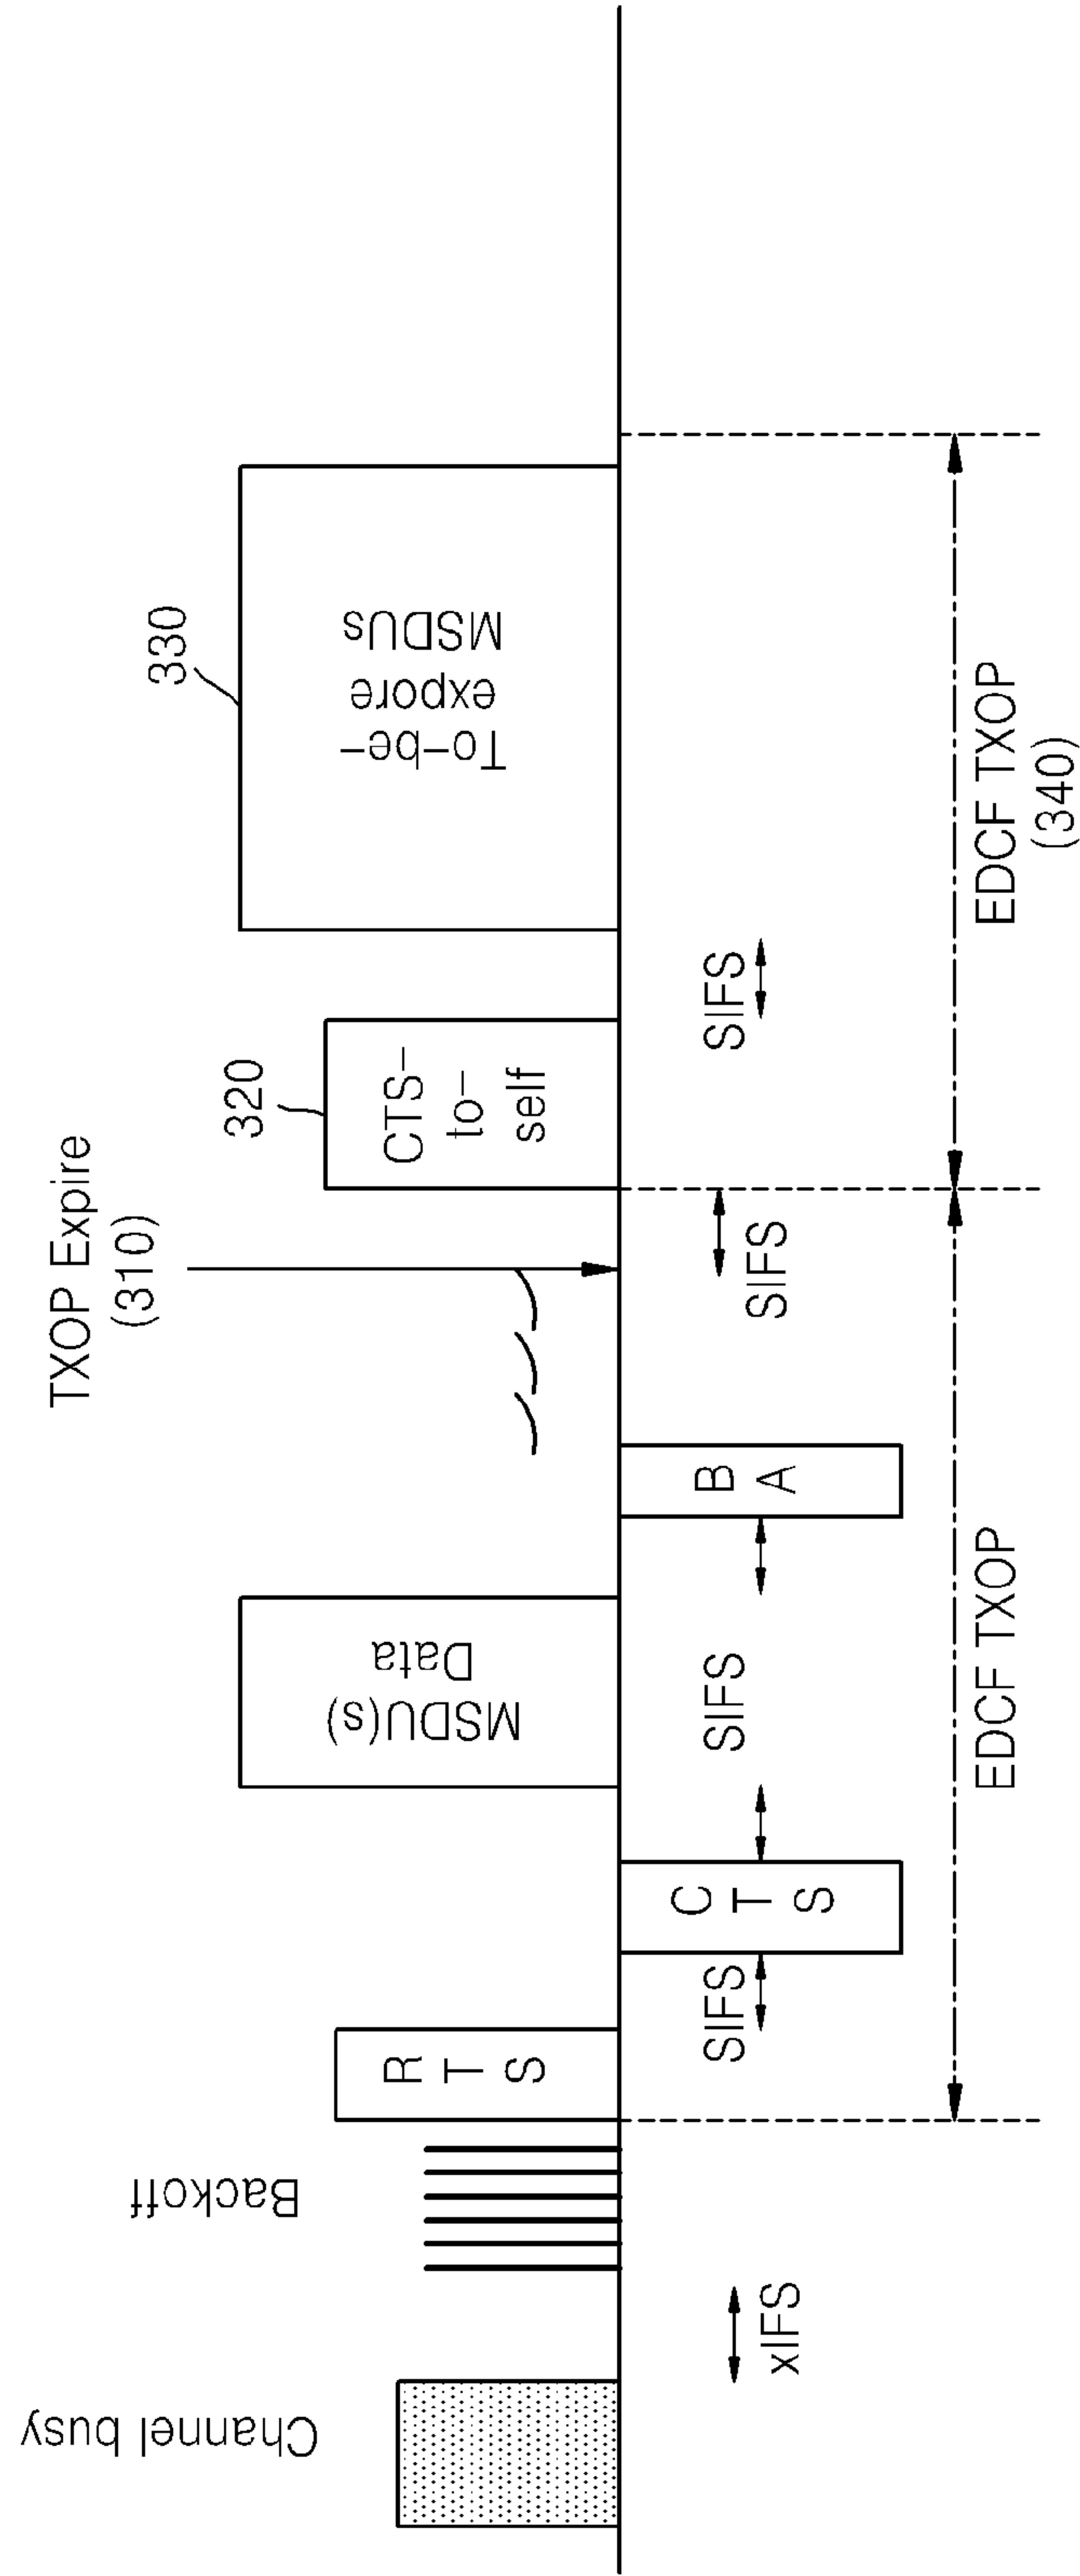 Channel busy
xIFS
Backoff
R
T
S
SIFS
C
T
S
SIFS
MSDU(s)
Data
B
A
EDCF TXOP
TXOP Expire
(310)
SIFS
320
CTS-
to-
self
SIFS
330
To-be-
expore
MSDUs
EDCF TXOP
(340)